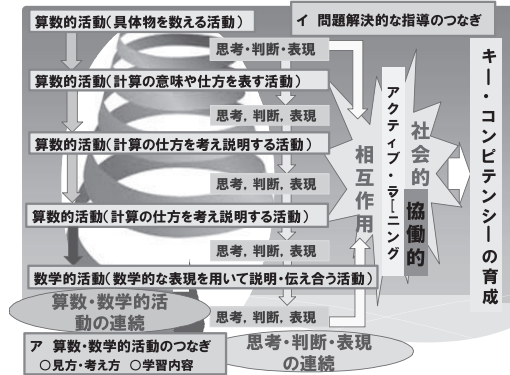 算数的活動(具体物を数える活動)
イ 問題解決的な指導のつなぎ
思考・判断・表現
算数的活動(計算の意味や仕方を表す活動)
思考, 判断, 表現
算数的活動(計算の仕方を考え説明する活動)
思考, 判断, 表現
算数的活動(計算の仕方を考え説明する活動)
思考, 判断, 表現
数学的活動(数学的な表現を用いて説明・伝え合う活動)
思考, 判断, 表現
相互作用
アクティブ・ラーニング
社会的
協働的
キー・コンピテンシーの育成
算数・数学的活
動の連続
思考・判断・表現
の連続
ア 算数・数学的活動のつなぎ
○見方・考え方 ○学習内容